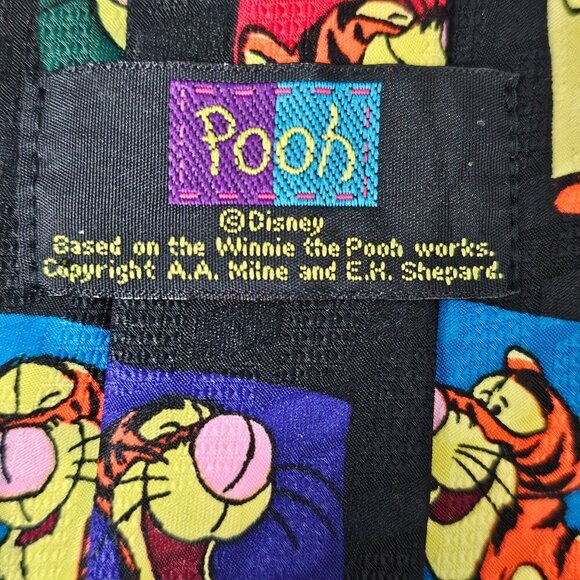 Pooh
©Disney
Based on the Winnie the Pooh works.
Copyright A.A. Milne and E.H. Shepard.